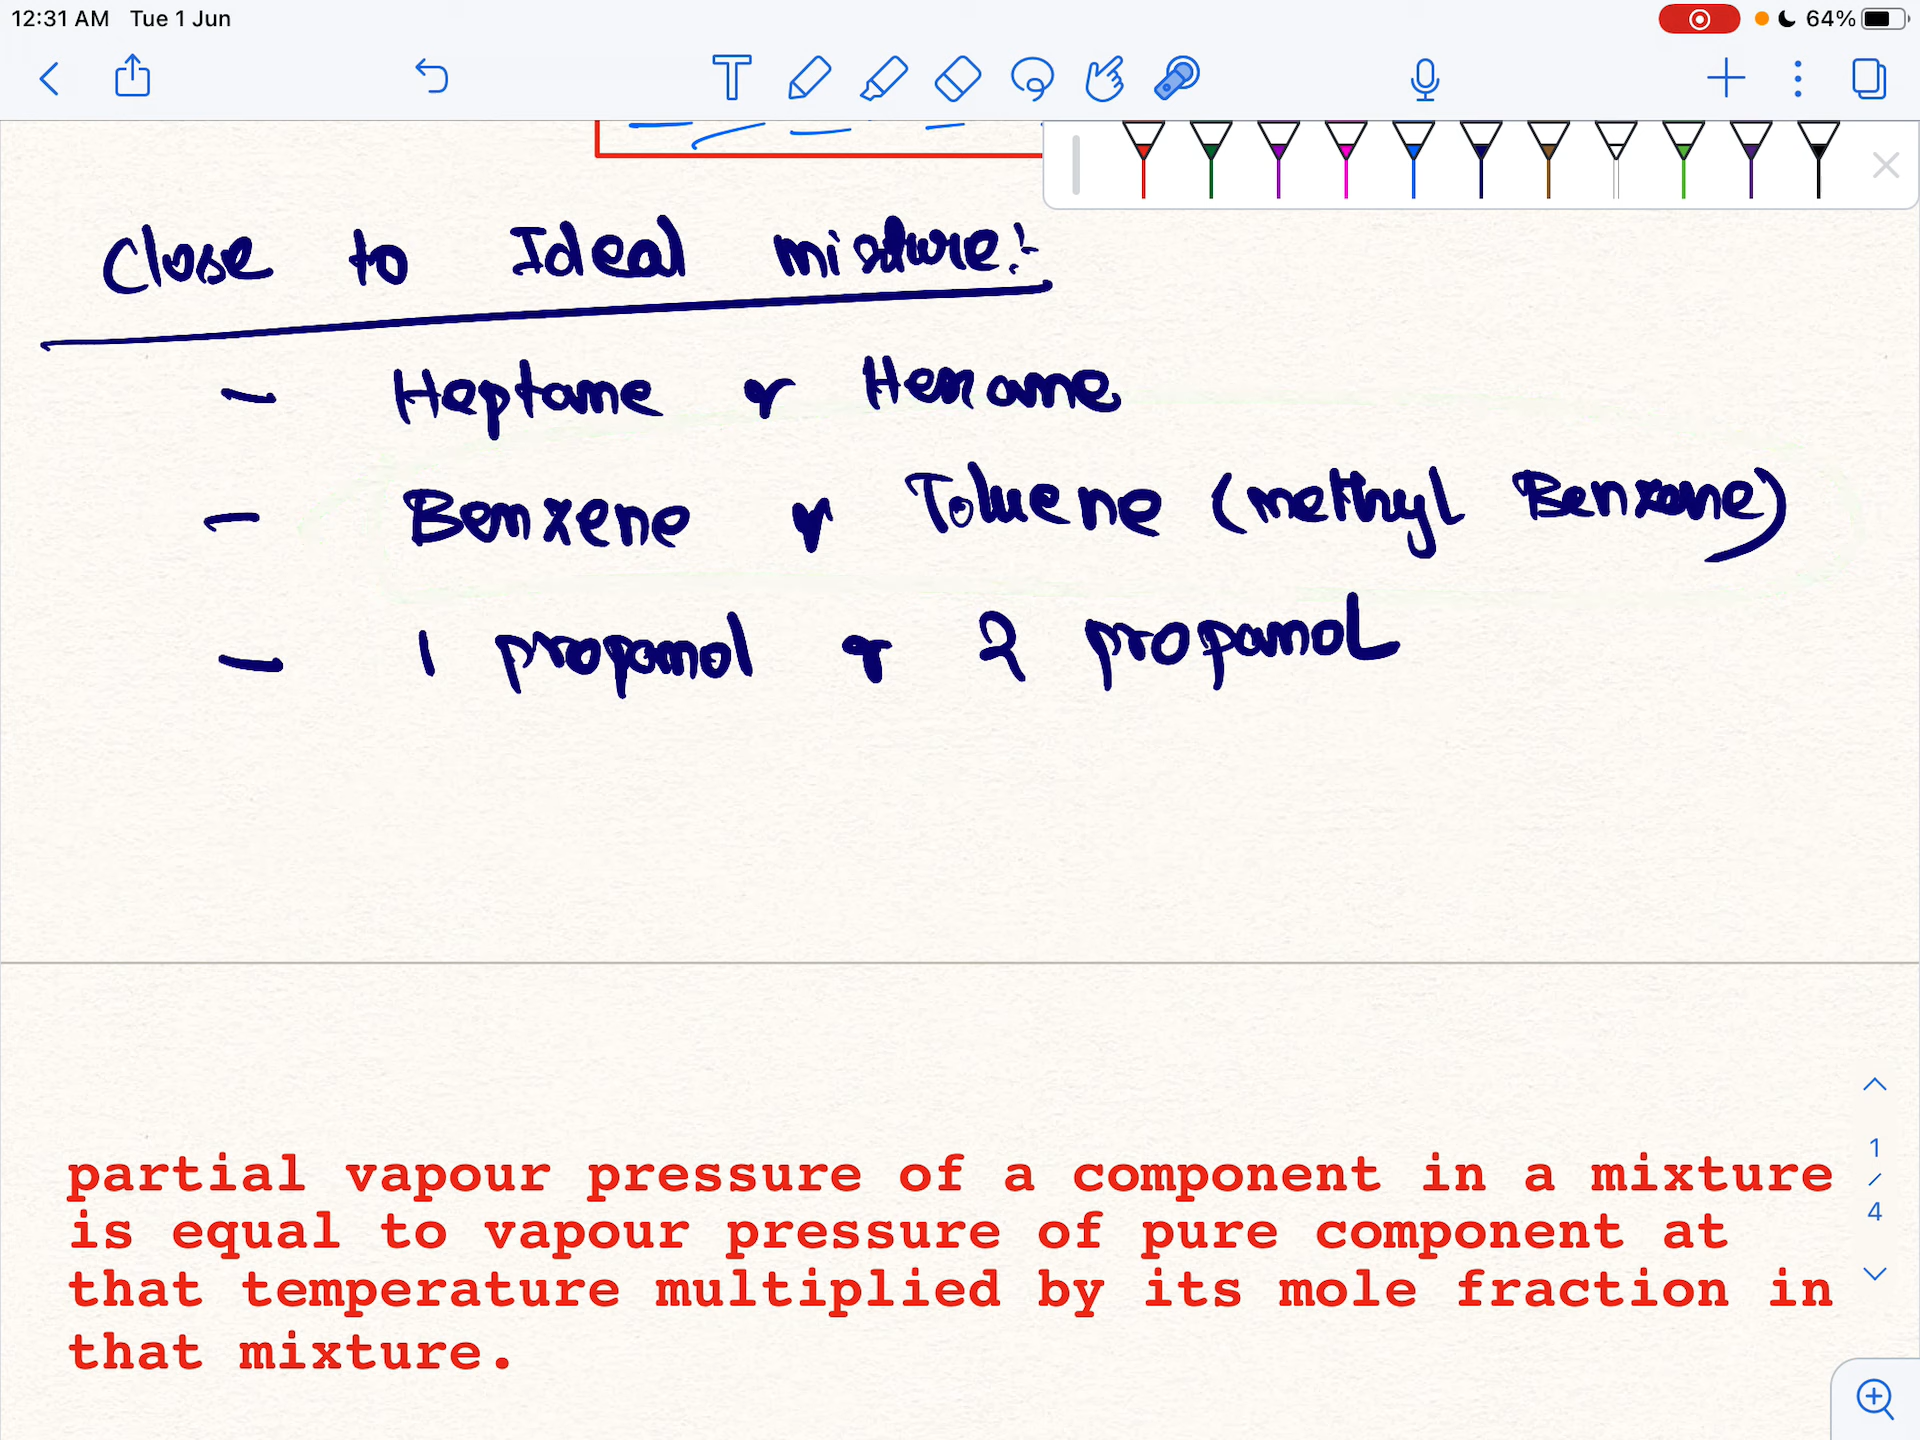 12:31 AM Tue 1 Jun
64%
Close to Ideal mixture:-
- Heptane & Hexane
- Benzene & Toluene (methyl Benzene)
- 1 propanol & 2 propanol
partial vapour pressure of a component in a mixture
is equal to vapour pressure of pure component at
that temperature multiplied by its mole fraction in
that mixture.
1
/
4